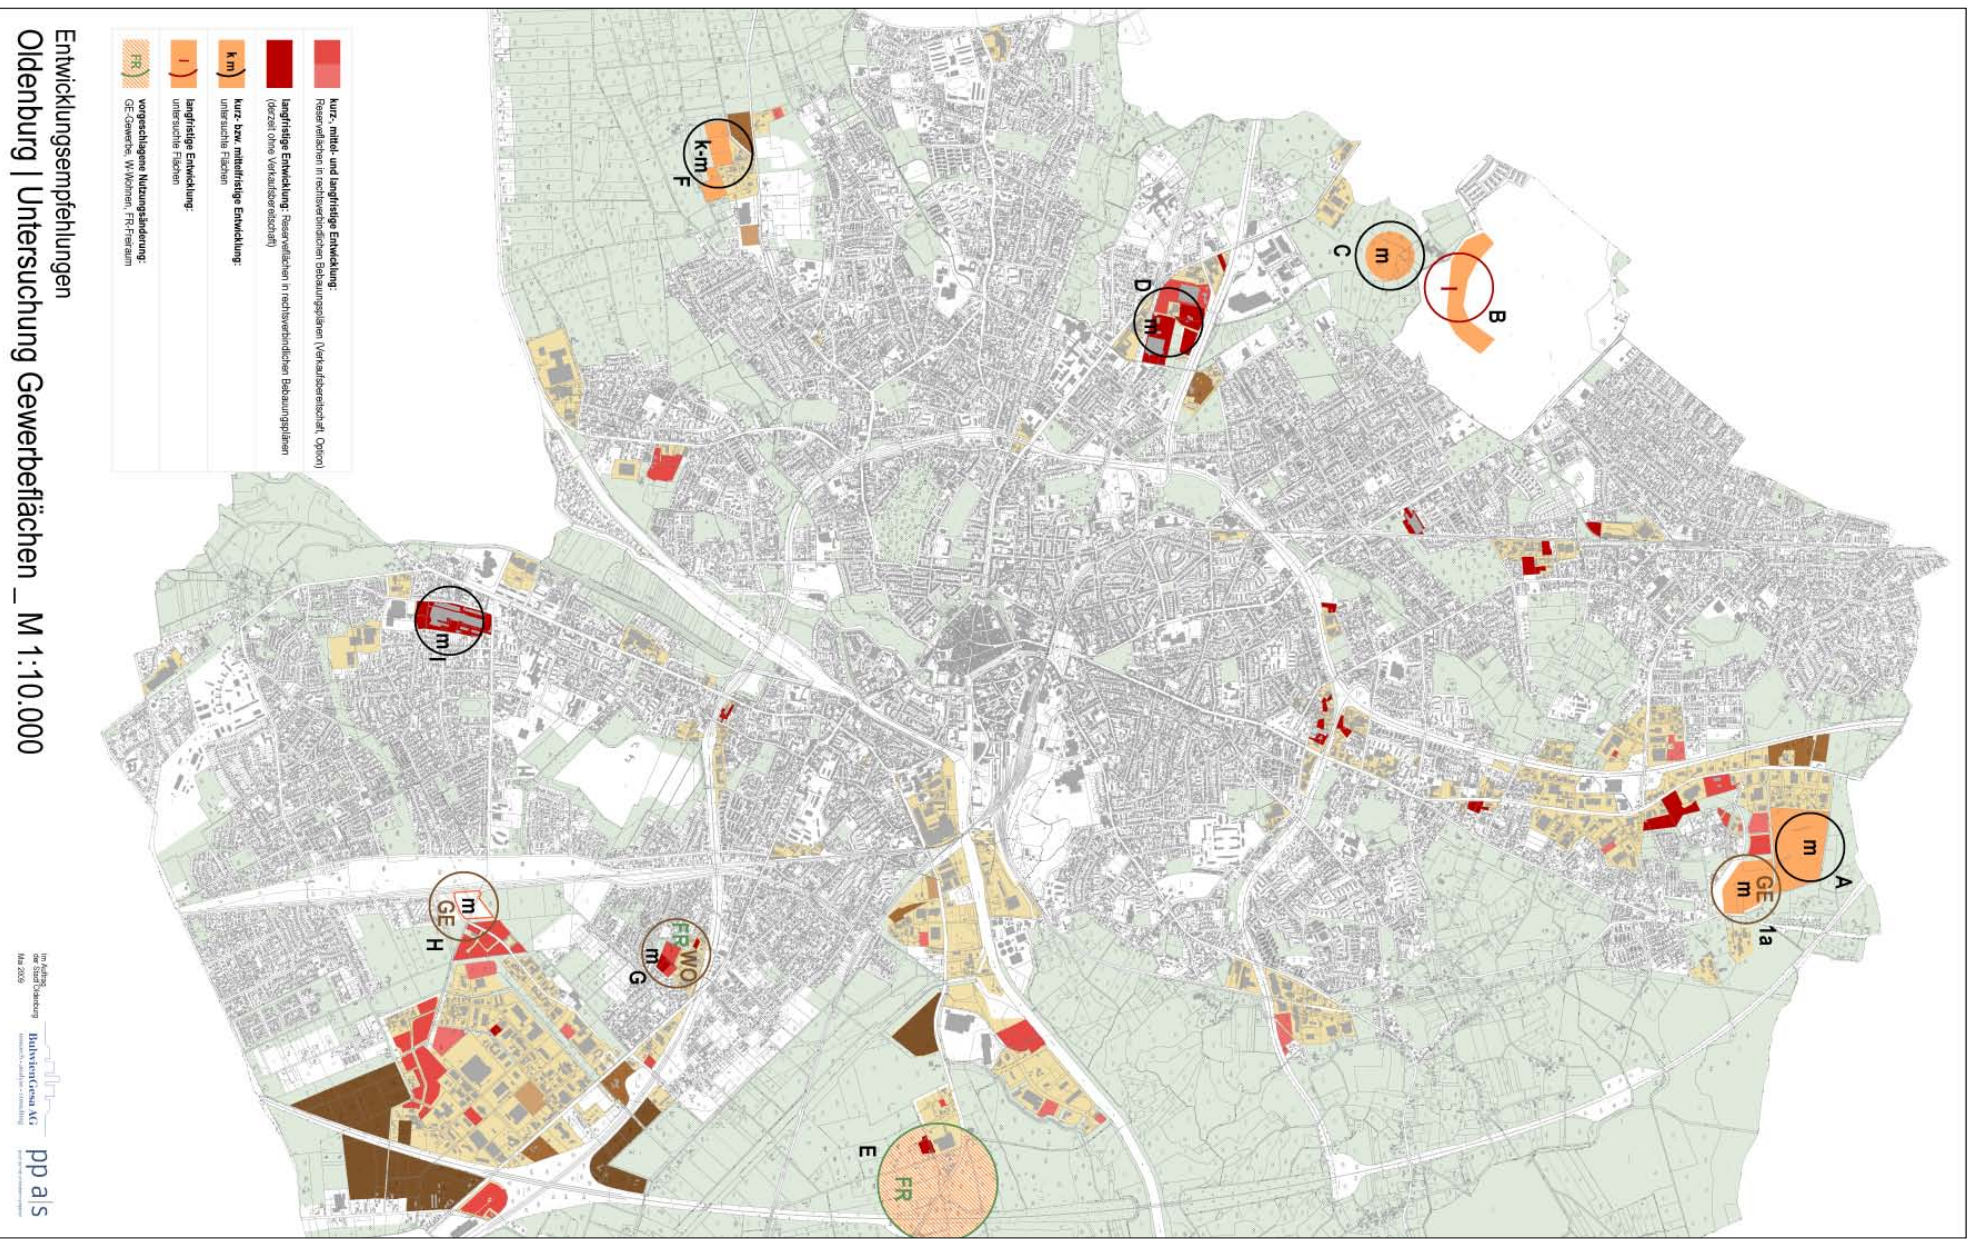 Entwicklungsempfehlungen
Oldenburg | Untersuchung Gewerbeflächen _ M 1:10.000
kurz-, mittel- und langfristige Entwicklung:
Reserveflächen in rechtsverbindlichen Bebauungsplänen (Verkaufsbereitschaft, Option)
langfristige Entwicklung: Reserveflächen in rechtsverbindlichen Bebauungsplänen
(derzeit ohne Verkaufsbereitschaft)
k m
kurz- bzw. mittelfristige Entwicklung:
untersuchte Flächen
l
langfristige Entwicklung:
untersuchte Flächen
FR
vorgeschlagene Nutzungsänderung:
GE-Gewerbe, W-Wohnen, FR-Freiraum
k-m
F
m
D
m
C
l
B
m
A
GE
m
1a
m
I
m
GE
H
FR
WO
m
G
FR
E
Im Auftrag
der Stadt Oldenburg
Mai 2009
BulwienGesa AG
pp a|s